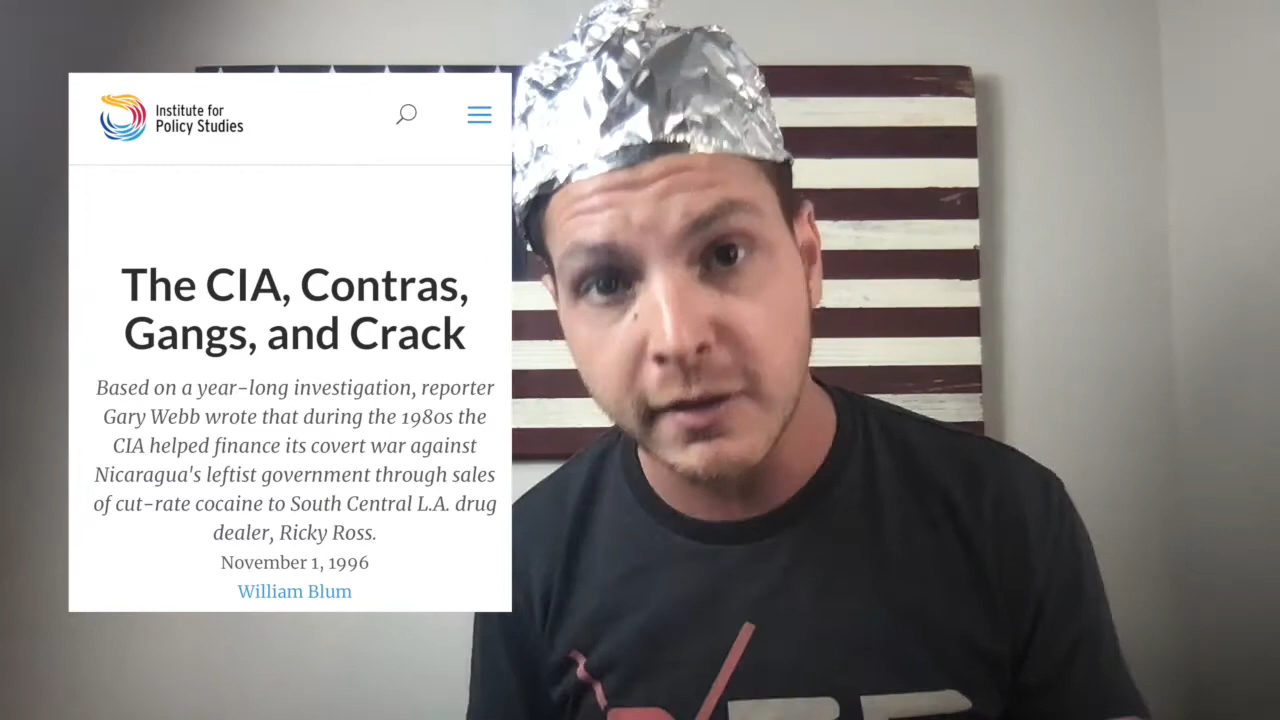 Institute for
Policy Studies
The CIA, Contras,
Gangs, and Crack
Based on a year-long investigation, reporter
Gary Webb wrote that during the 1980s the
CIA helped finance its covert war against
Nicaragua's leftist government through sales
of cut-rate cocaine to South Central L.A. drug
dealer, Ricky Ross.
November 1, 1996
William Blum